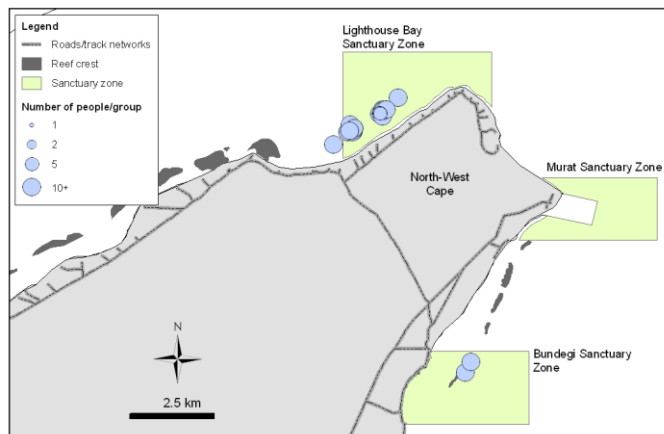 Legend
Roads/track networks
Reef crest
Sanctuary zone
Number of people/group
1
2
5
10+
Lighthouse Bay
Sanctuary Zone
North-West
Cape
Murat Sanctuary Zone
N
2.5 km
Bundegi Sanctuary
Zone